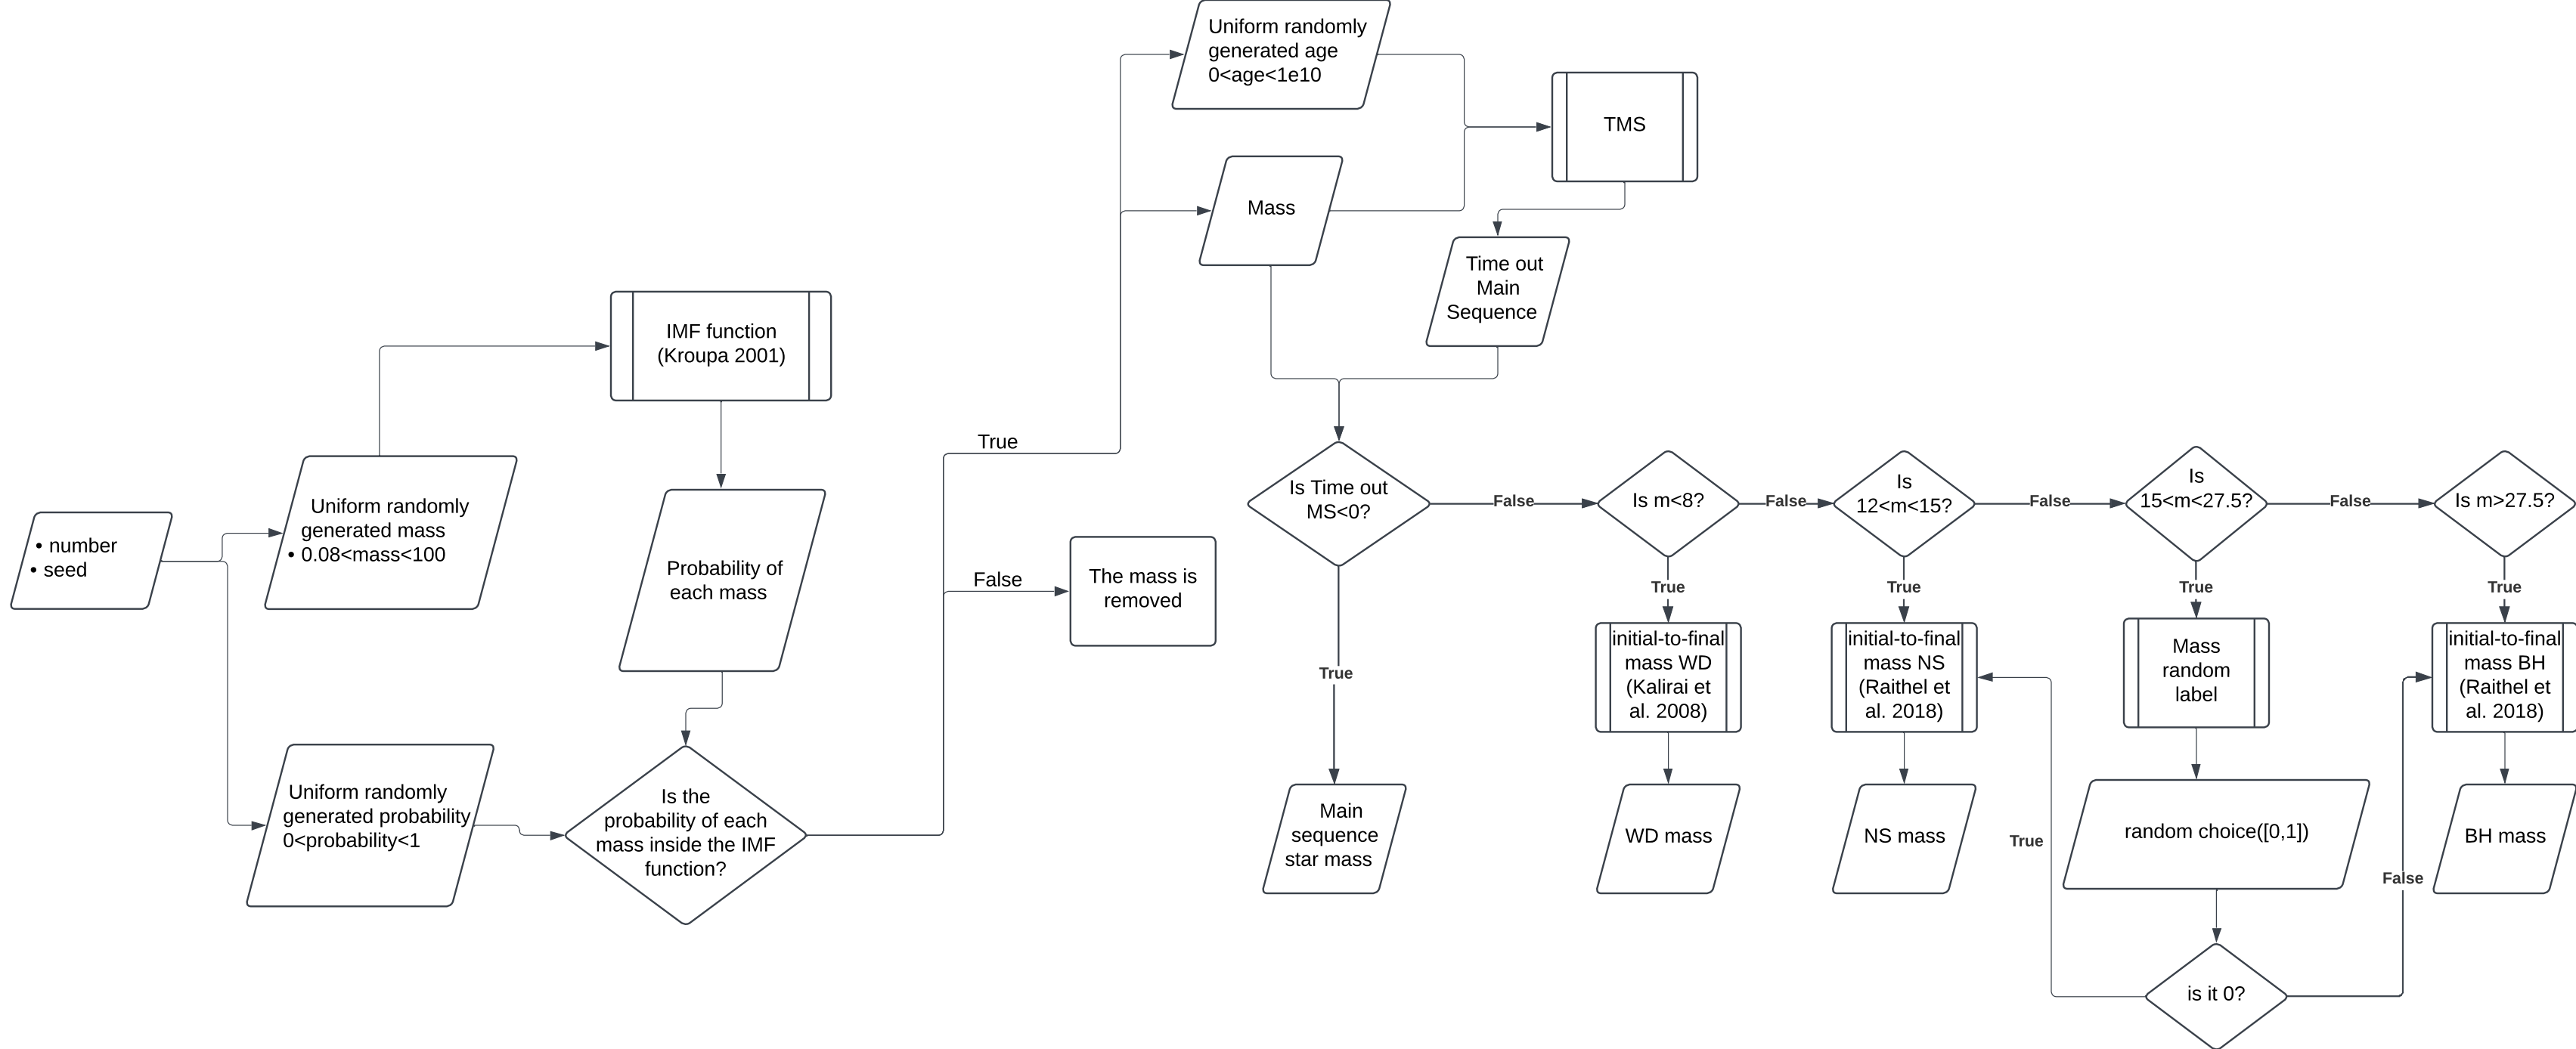 • number
• seed
Uniform randomly
generated mass
• 0.08<mass<100
IMF function
(Kroupa 2001)
Probability of
each mass
Uniform randomly
generated probability
0<probability<1
Is the
probability of each
mass inside the IMF
function?
True
False
The mass is
removed
Uniform randomly
generated age
0<age<1e10
Mass
TMS
Time out
Main
Sequence
Is Time out
MS<0?
True
Main
sequence
star mass
False
Is m<8?
True
initial-to-final
mass WD
(Kalirai et
al. 2008)
WD mass
False
Is
12<m<15?
True
initial-to-final
mass NS
(Raithel et
al. 2018)
NS mass
False
Is
15<m<27.5?
True
Mass
random
label
random choice([0,1])
is it 0?
True
False
False
Is m>27.5?
True
initial-to-final
mass BH
(Raithel et
al. 2018)
BH mass